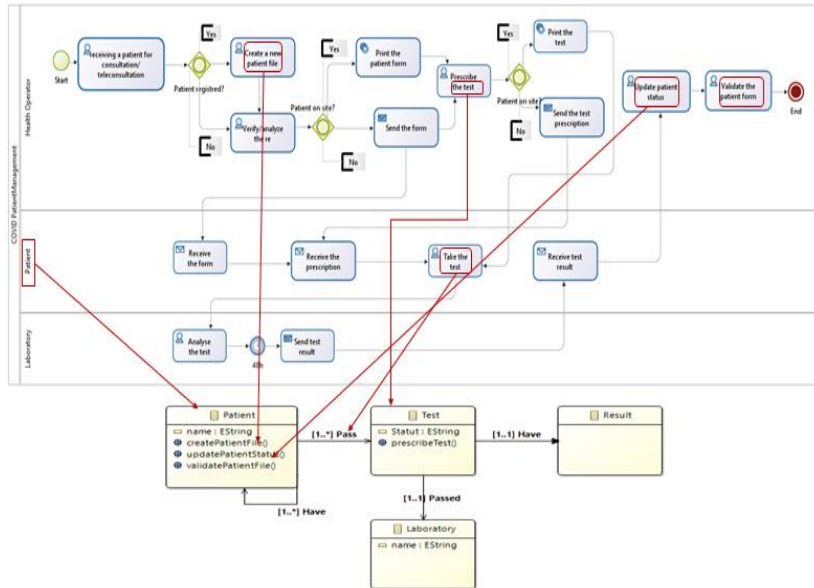 COVID PatientManagement
Health Operator
Start
receiving a patient for
consultation/
teleconsultation
Patient registred?
Yes
No
Create a new
patient file
Verify/analyze
the re
Patient on site?
Yes
No
Print the
patient form
Send the form
Prescribe
the test
Patient on site?
Yes
No
Print the
test
Send the test
prescription
Update patient
status
Validate the
patient form
End
Patient
Receive
the form
Receive the
prescription
Take the
test
Receive test
result
Laboratory
Analyse
the test
48h
Send test
result
Patient
name : EString
createPatientFile()
updatePatientStatus()
validatePatientFile()
[1..*] Have
[1..*] Pass
Test
Statut : EString
prescribeTest()
[1..1] Have
Result
[1..1] Passed
Laboratory
name : EString